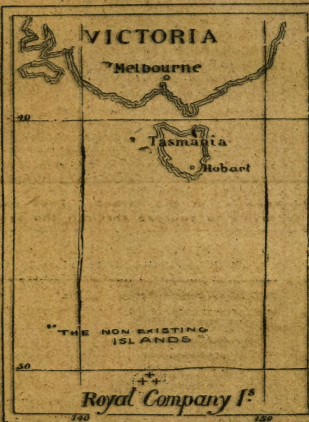 VICTORIA
Melbourne
40
Tasmania
Hobart
"THE NON EXISTING
ISLANDS"
50
Royal Company Is
140
150